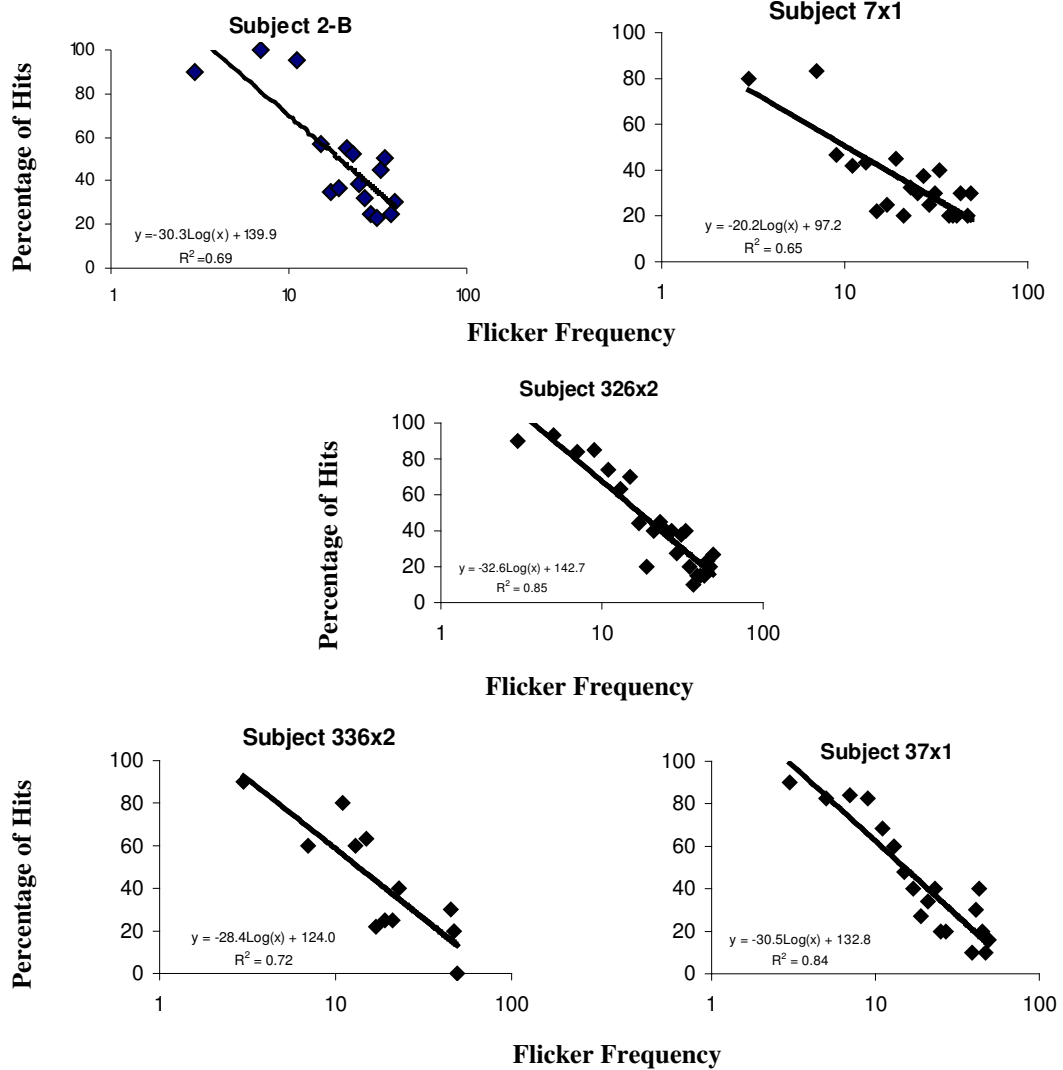 Subject 2-B
Percentage of Hits
100
80
60
40
20
0
y =-30.3Log(x) + 139.9
R² =0.69
1 10 100
Subject 7x1
100
80
60
40
20
0
y = -20.2Log(x) + 97.2
R² = 0.65
1 10 100
Flicker Frequency
Subject 326x2
Percentage of Hits
100
80
60
40
20
0
y = -32.6Log(x) + 142.7
R² = 0.85
1 10 100
Flicker Frequency
Subject 336x2
Percentage of Hits
100
80
60
40
20
0
y = -28.4Log(x) + 124.0
R² = 0.72
1 10 100
Subject 37x1
100
80
60
40
20
0
y = -30.5Log(x) + 132.8
R² = 0.84
1 10 100
Flicker Frequency